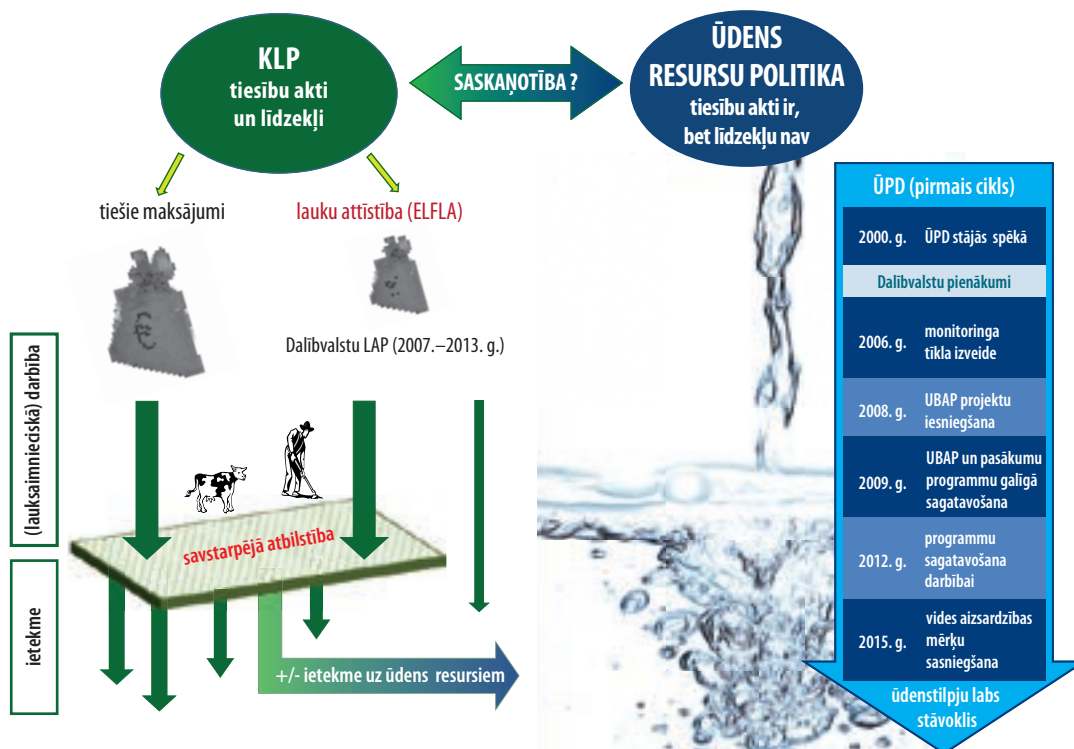 KLP
tiesību akti
un līdzekļi
SASKAŅOTĪBA ?
ŪDENS
RESURSU POLITIKA
tiesību akti ir,
bet līdzekļu nav
tiešie maksājumi
lauku attīstība (ELFLA)
€
Dalībvalstu LAP (2007.–2013. g.)
(lauksaimnieciskā) darbība
savstarpējā atbilstība
ietekme
+/- ietekme uz ūdens resursiem
ŪPD (pirmais cikls)
2000. g. ŪPD stājās spēkā
Dalībvalstu pienākumi
2006. g. monitoringa
tīkla izveide
2008. g. UBAP projektu
iesniegšana
2009. g. UBAP un pasākumu
programmu galīgā
sagatavošana
2012. g. programmu
sagatavošana
darbībai
2015. g. vides aizsardzības
mērķu
sasniegšana
ūdenstilpju labs
stāvoklis